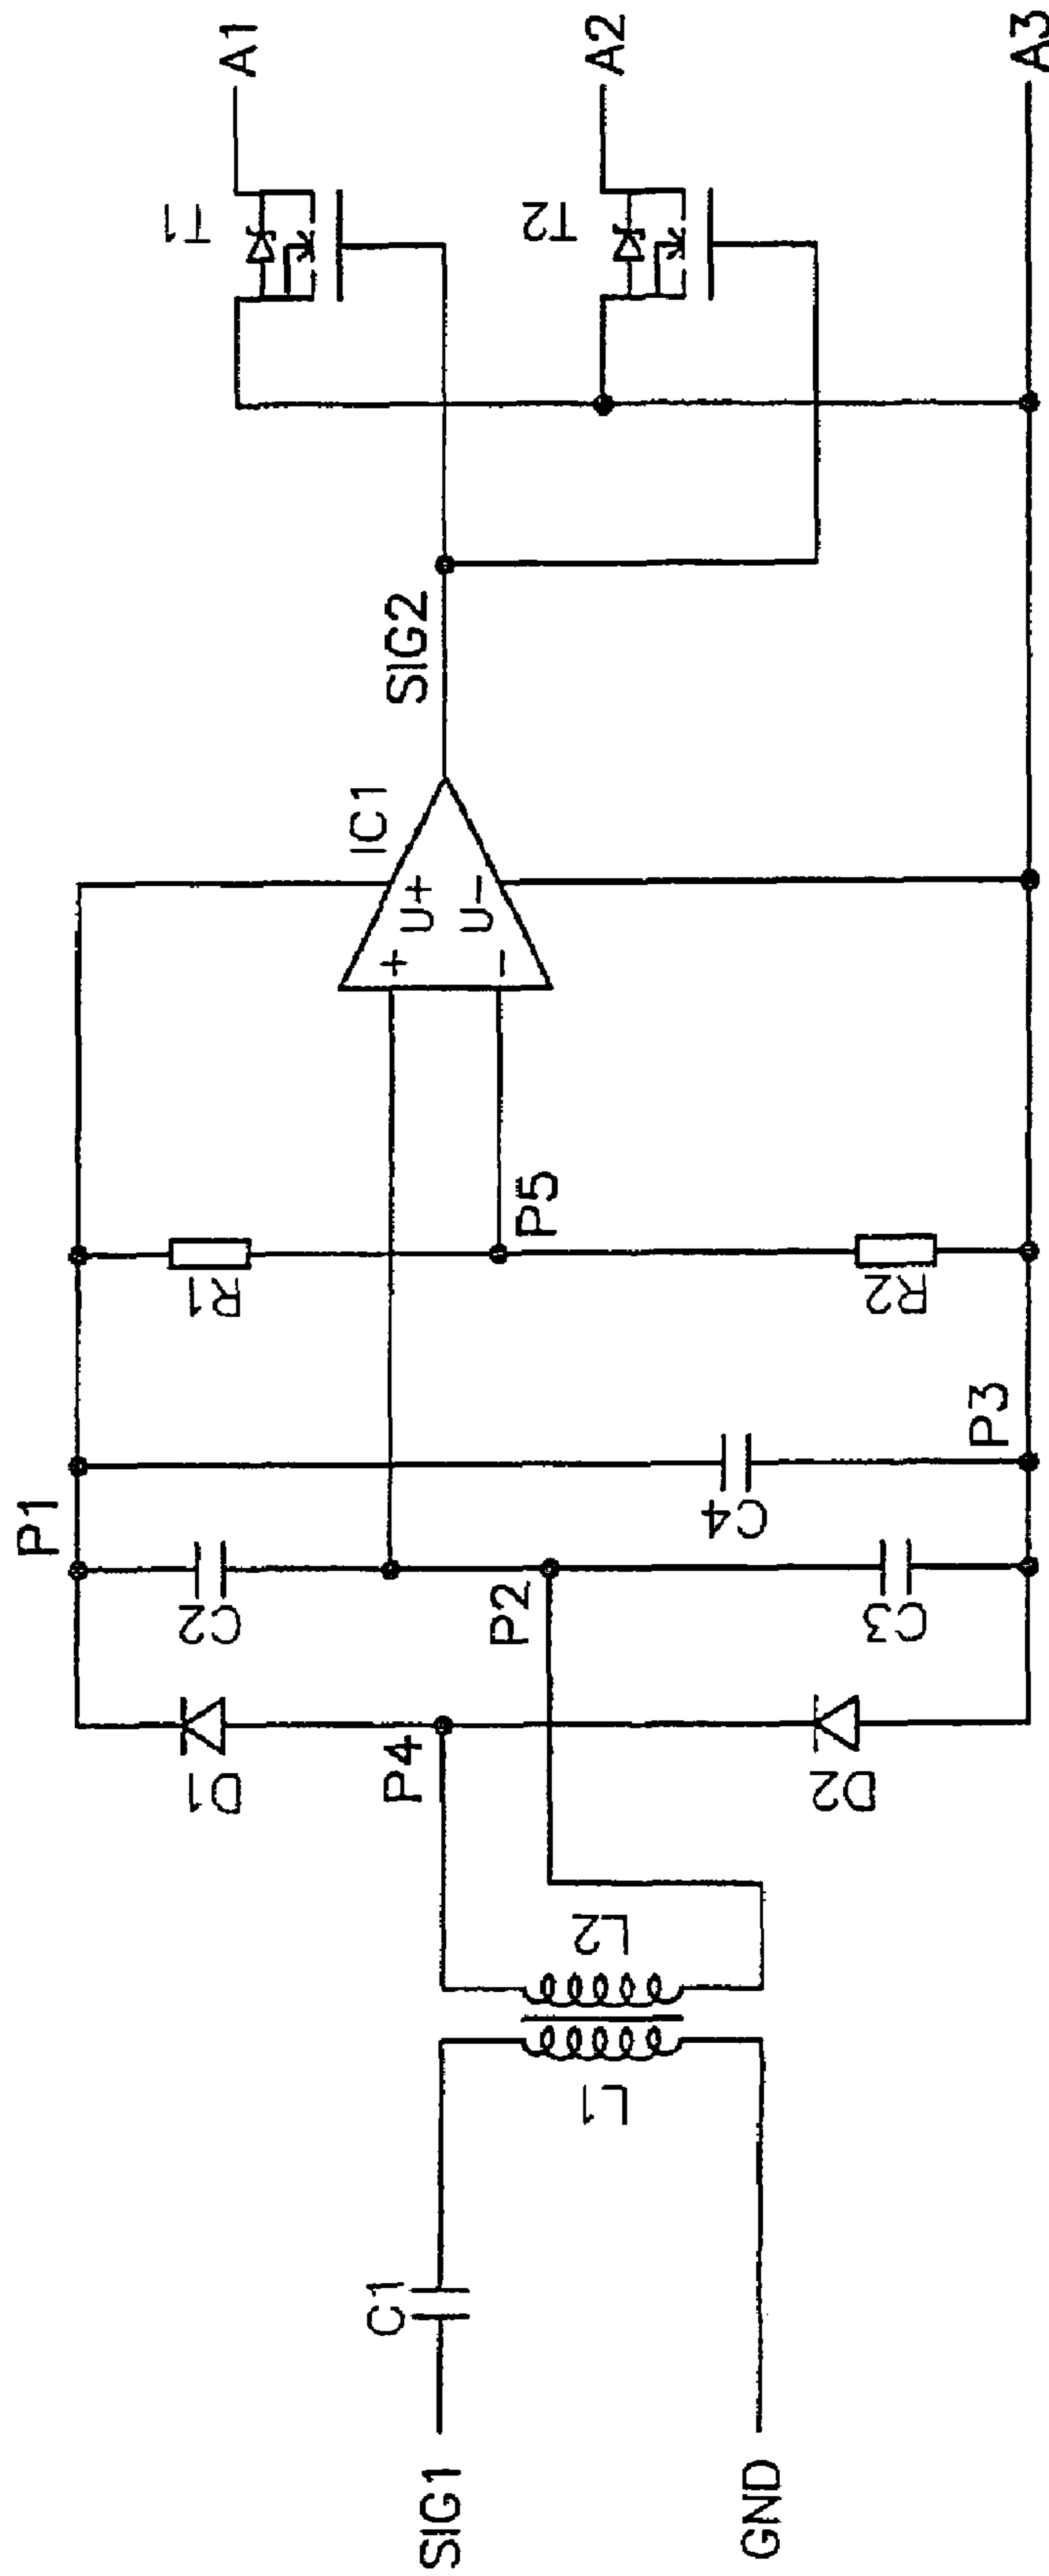 SIG1
GND
C1
L1
L2
P4
D1
D2
P2
C2
C3
P1
C4
P3
R1
R2
P5
+
-
U+
U-
IC1
SIG2
T1
T2
A1
A2
A3